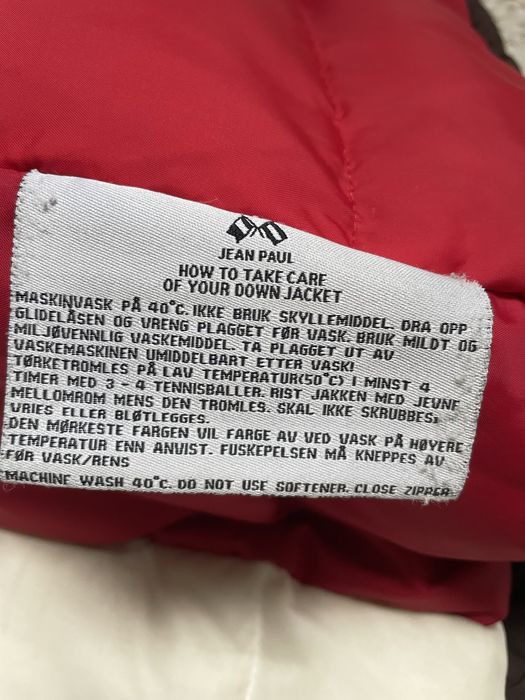 JEAN PAUL
HOW TO TAKE CARE
OF YOUR DOWN JACKET
MASKINVASK PÅ 40°C. IKKE BRUK SKYLLEMIDDEL. DRA OPP
GLIDELÅSEN OG VRENG PLAGGET FØR VASK. BRUK MILDT OG
MILJØVENNLIG VASKEMIDDEL. TA PLAGGET UT AV
VASKEMASKINEN UMIDDELBART ETTER VASK!
TØRKETROMLES PÅ LAV TEMPERATUR(50°C) I MINST 4
TIMER MED 3 - 4 TENNISBALLER. RIST JAKKEN MED JEVNE
MELLOMROM MENS DEN TROMLES. SKAL IKKE SKRUBBES,
VRIES ELLER BLØTLEGGES.
DEN MØRKESTE FARGEN VIL FARGE AV VED VASK PÅ HØYERE
TEMPERATUR ENN ANVIST. FUSKEPELSEN MÅ KNEPPES AV
FØR VASK/RENS
MACHINE WASH 40°C. DO NOT USE SOFTENER. CLOSE ZIPPER